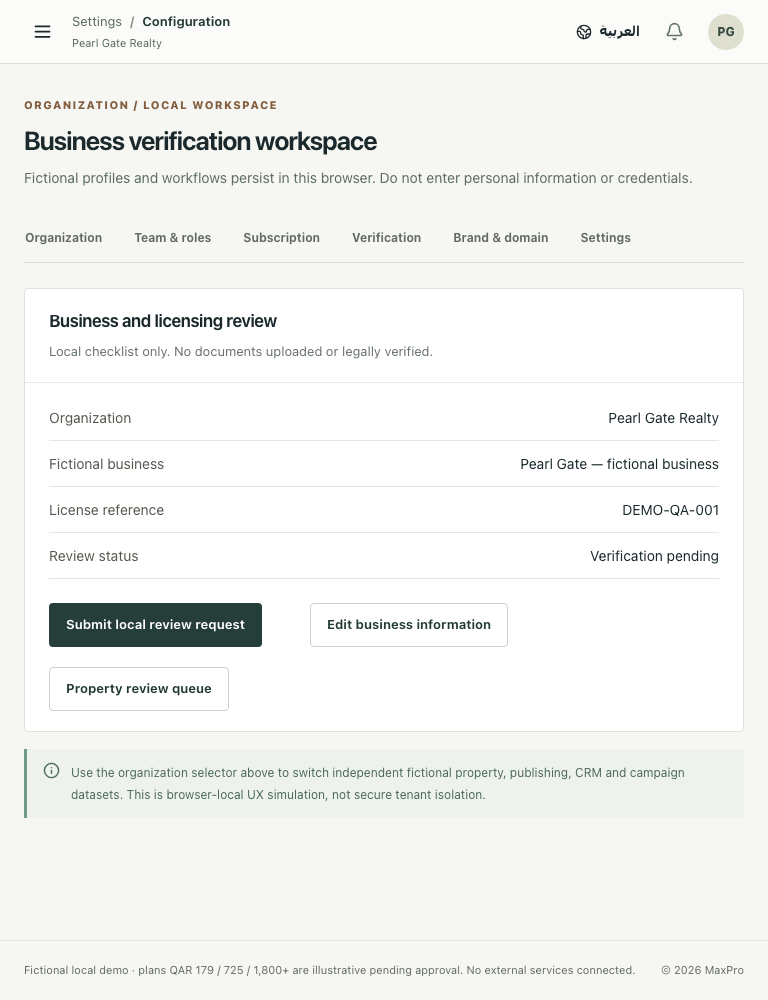 Settings / Configuration
Pearl Gate Realty
العربية
PG
ORGANIZATION / LOCAL WORKSPACE
Business verification workspace
Fictional profiles and workflows persist in this browser. Do not enter personal information or credentials.
Organization Team & roles Subscription Verification Brand & domain Settings
Business and licensing review
Local checklist only. No documents uploaded or legally verified.
Organization Pearl Gate Realty
Fictional business Pearl Gate — fictional business
License reference DEMO-QA-001
Review status Verification pending
Submit local review request Edit business information
Property review queue
Use the organization selector above to switch independent fictional property, publishing, CRM and campaign
datasets. This is browser-local UX simulation, not secure tenant isolation.
Fictional local demo · plans QAR 179 / 725 / 1,800+ are illustrative pending approval. No external services connected. © 2026 MaxPro